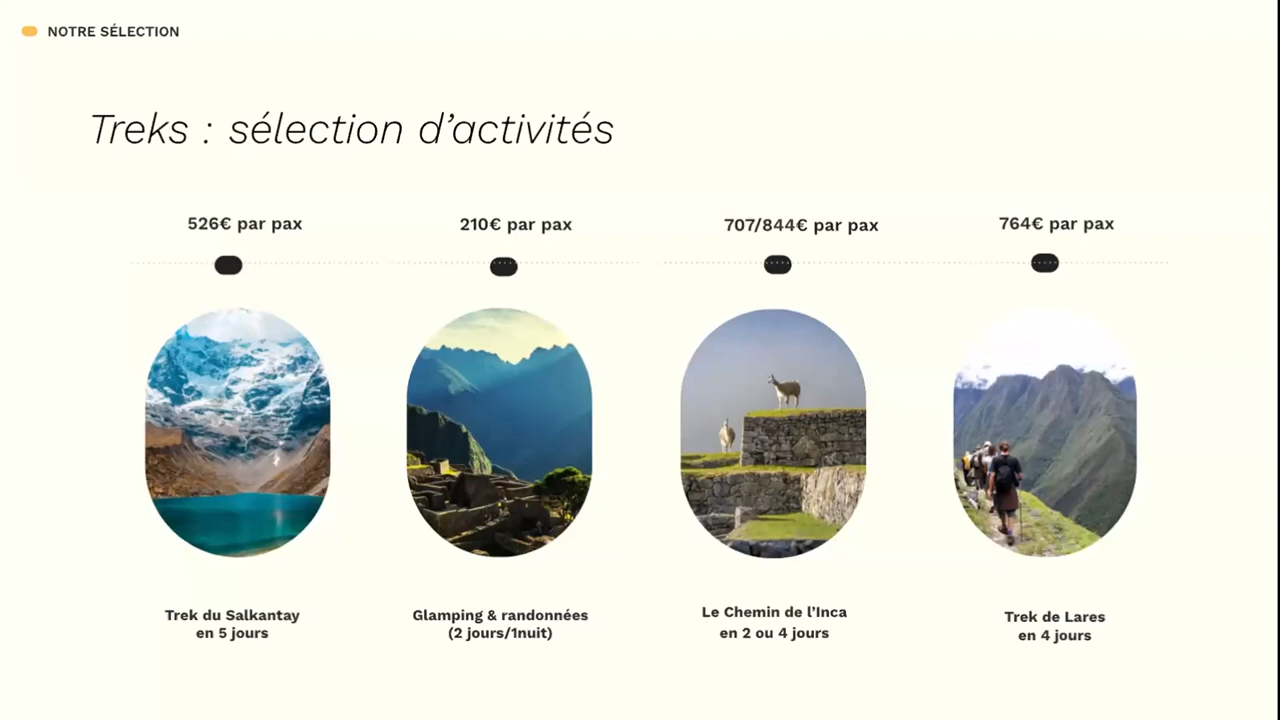 NOTRE SÉLECTION
Treks : sélection d’activités
526€ par pax
210€ par pax
707/844€ par pax
764€ par pax
Trek du Salkantay
en 5 jours
Glamping & randonnées
(2 jours/1nuit)
Le Chemin de l’Inca
en 2 ou 4 jours
Trek de Lares
en 4 jours